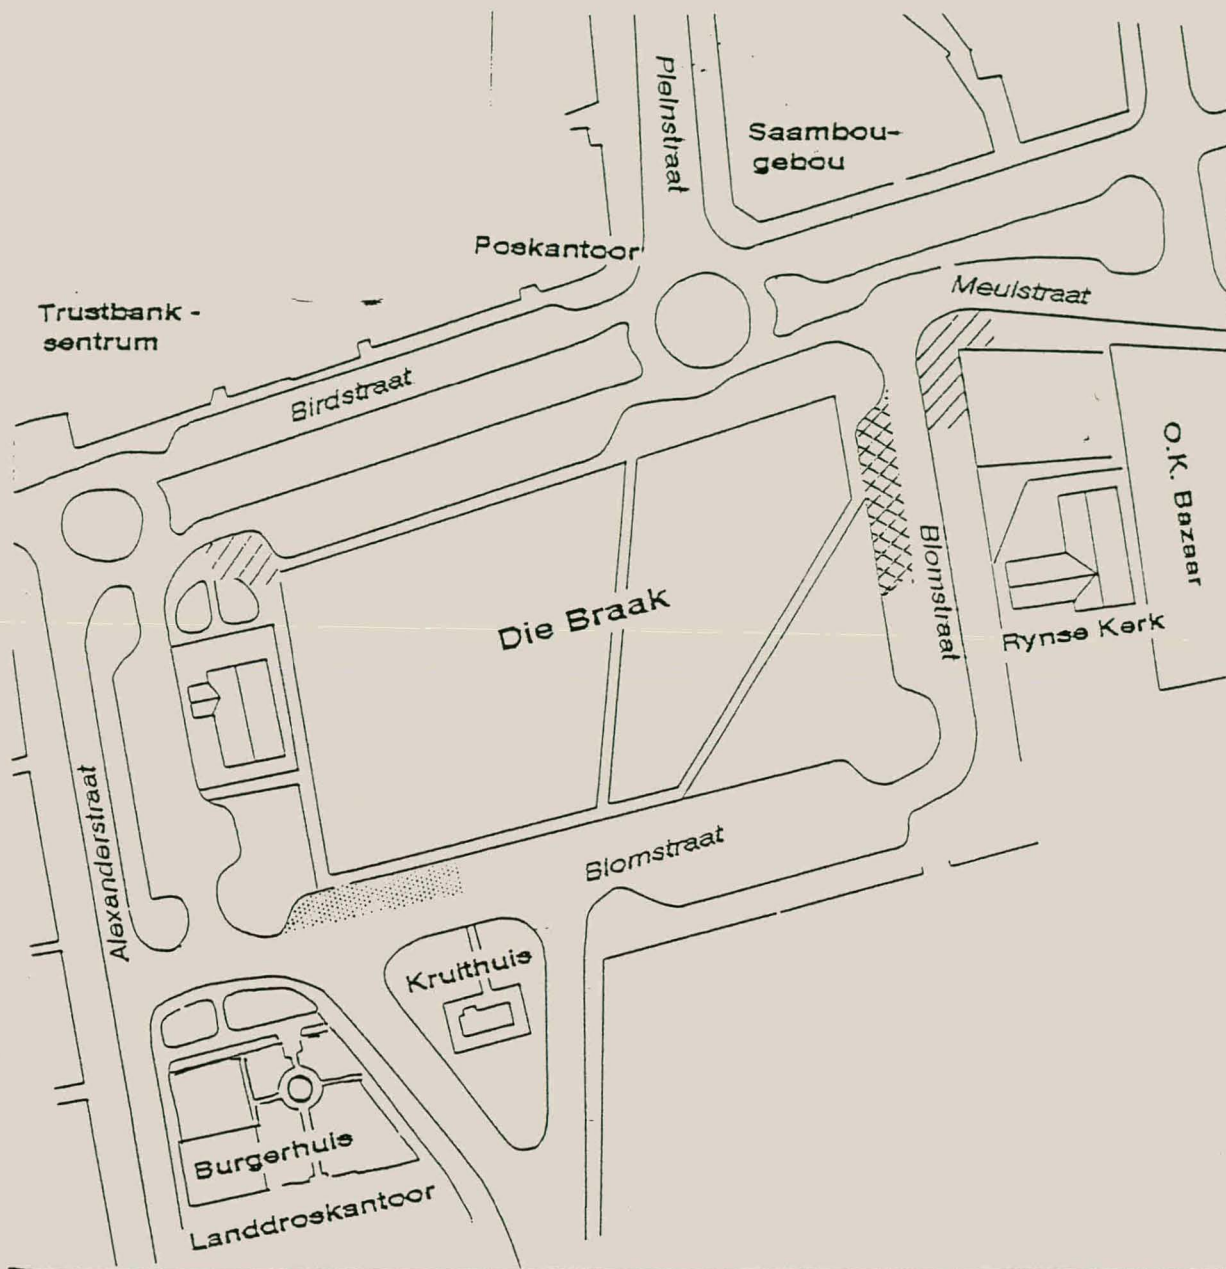 Pleinstraat
Saambou-
gebou
Poskantoor
Trustbank -
sentrum
Meulstraat
Birdstraat
O.K. Bazaar
Blomstraat
Die Braak
Rynse Kerk
Alexanderstraat
Blomstraat
Kruithuis
Burgerhuis
Landdroskantoor